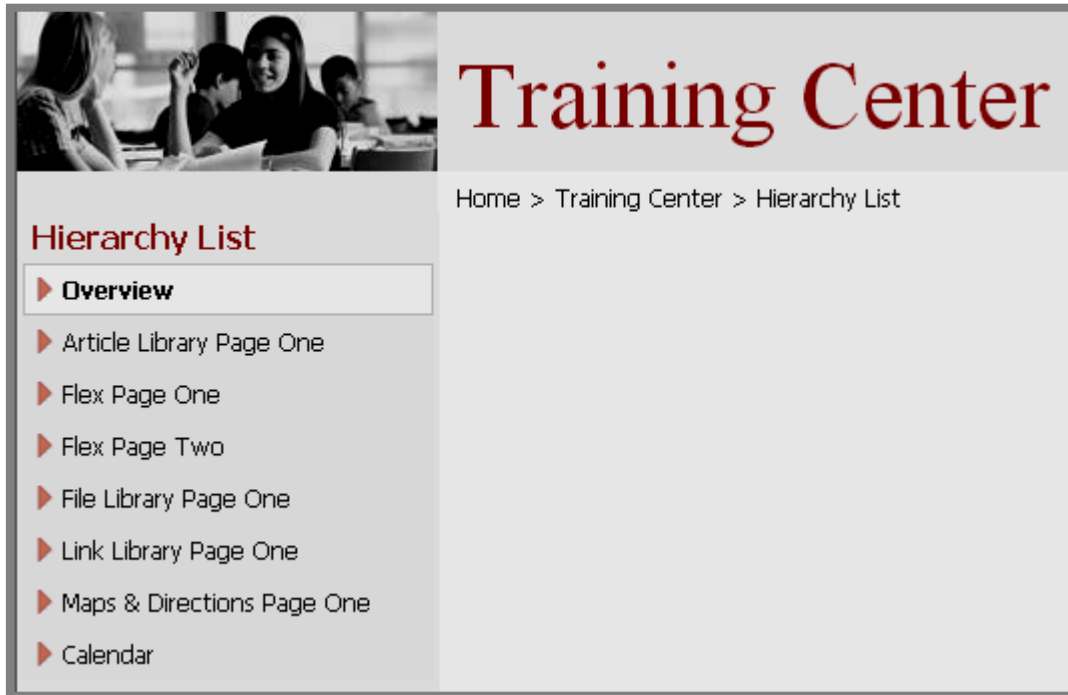 Training Center
Home > Training Center > Hierarchy List
Hierarchy List
Overview
Article Library Page One
Flex Page One
Flex Page Two
File Library Page One
Link Library Page One
Maps & Directions Page One
Calendar